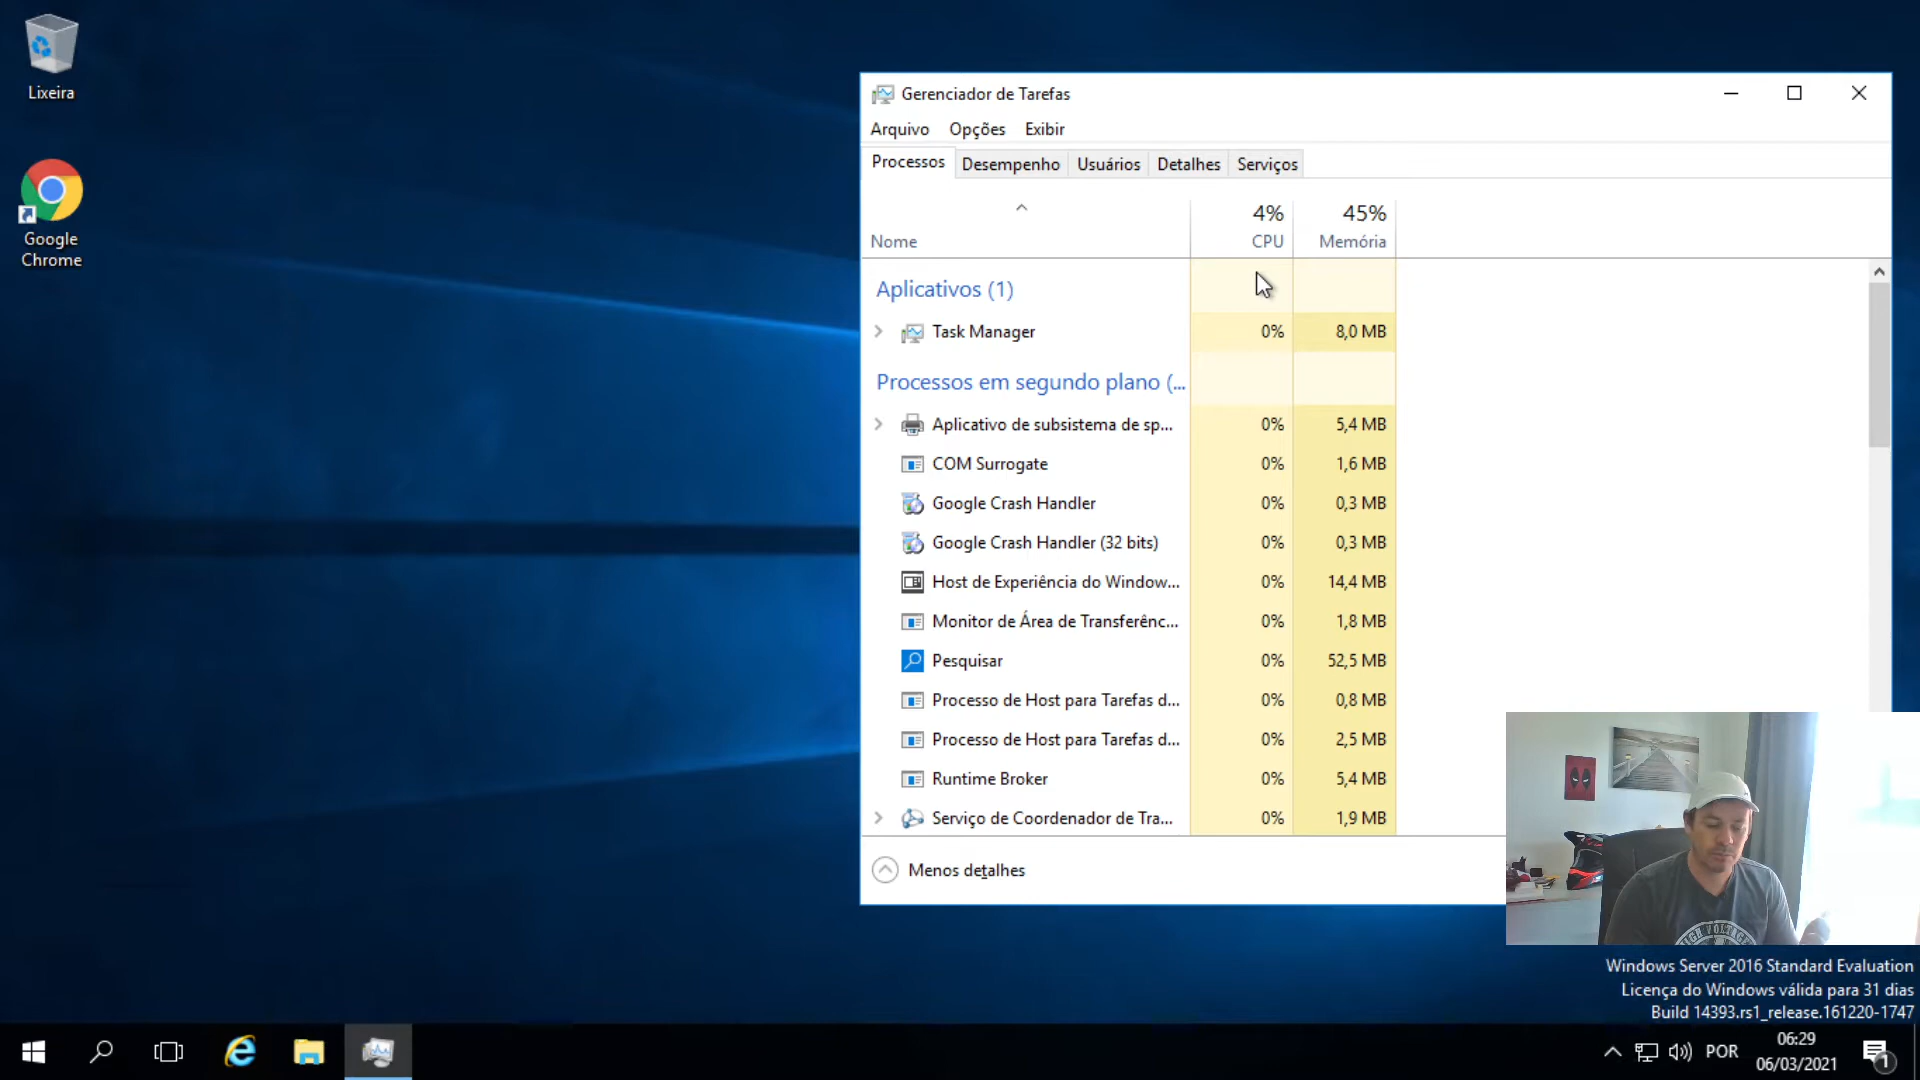 Lixeira
Google
Chrome
Gerenciador de Tarefas
Arquivo Opções Exibir
Processos Desempenho Usuários Detalhes Serviços
4% 45%
Nome CPU Memória
Aplicativos (1)
Task Manager 0% 8,0 MB
Processos em segundo plano (...
Aplicativo de subsistema de sp... 0% 5,4 MB
COM Surrogate 0% 1,6 MB
Google Crash Handler 0% 0,3 MB
Google Crash Handler (32 bits) 0% 0,3 MB
Host de Experiência do Window... 0% 14,4 MB
Monitor de Área de Transferênc... 0% 1,8 MB
Pesquisar 0% 52,5 MB
Processo de Host para Tarefas d... 0% 0,8 MB
Processo de Host para Tarefas d... 0% 2,5 MB
Runtime Broker 0% 5,4 MB
Serviço de Coordenador de Tra... 0% 1,9 MB
Menos detalhes
HIGH VOLTAGE
Windows Server 2016 Standard Evaluation
Licença do Windows válida para 31 dias
Build 14393.rs1_release.161220-1747
POR
06:29
06/03/2021
1